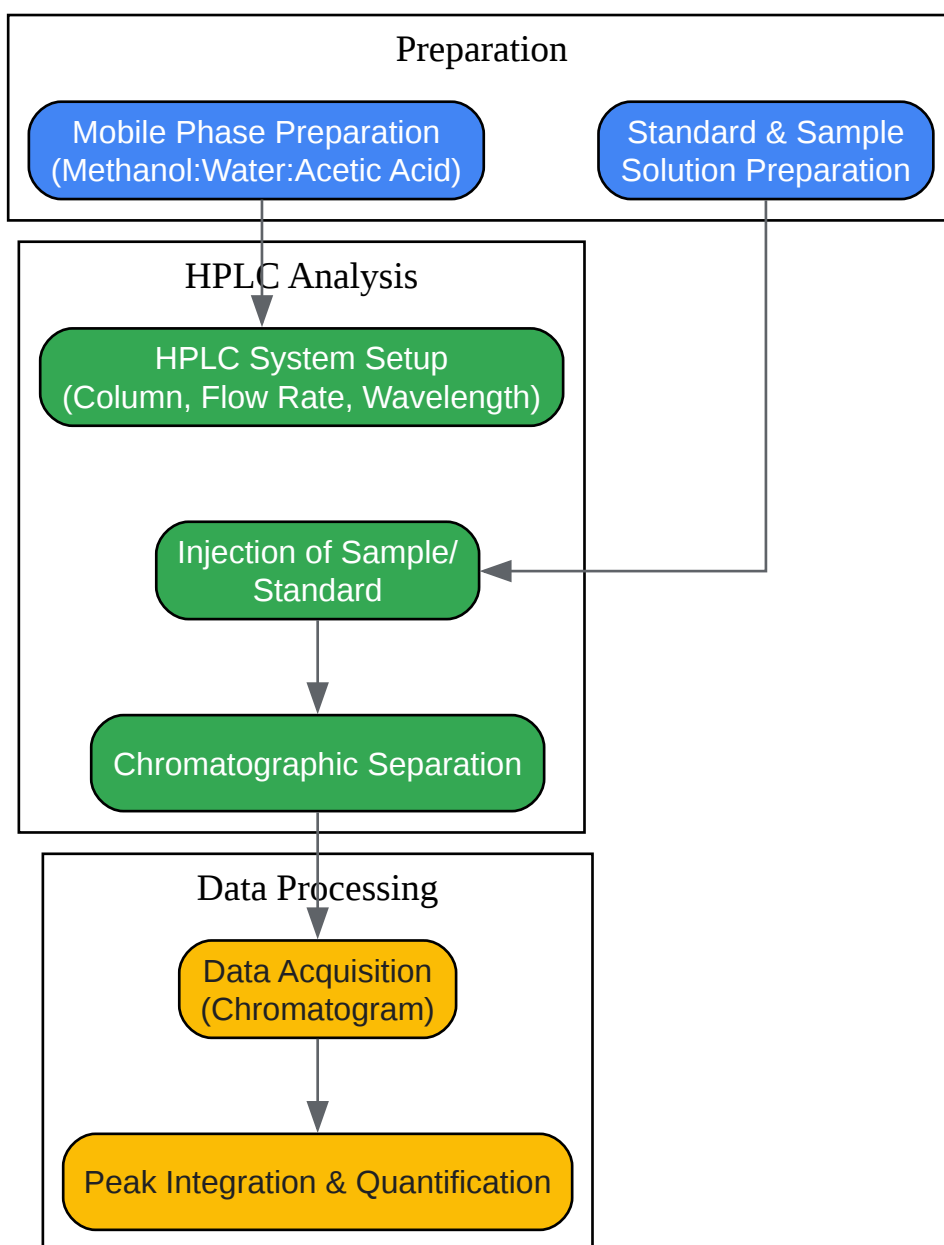 Preparation
Mobile Phase Preparation
(Methanol:Water:Acetic Acid)
Standard & Sample
Solution Preparation
HPLC Analysis
HPLC System Setup
(Column, Flow Rate, Wavelength)
Injection of Sample/
Standard
Chromatographic Separation
Data Processing
Data Acquisition
(Chromatogram)
Peak Integration & Quantification